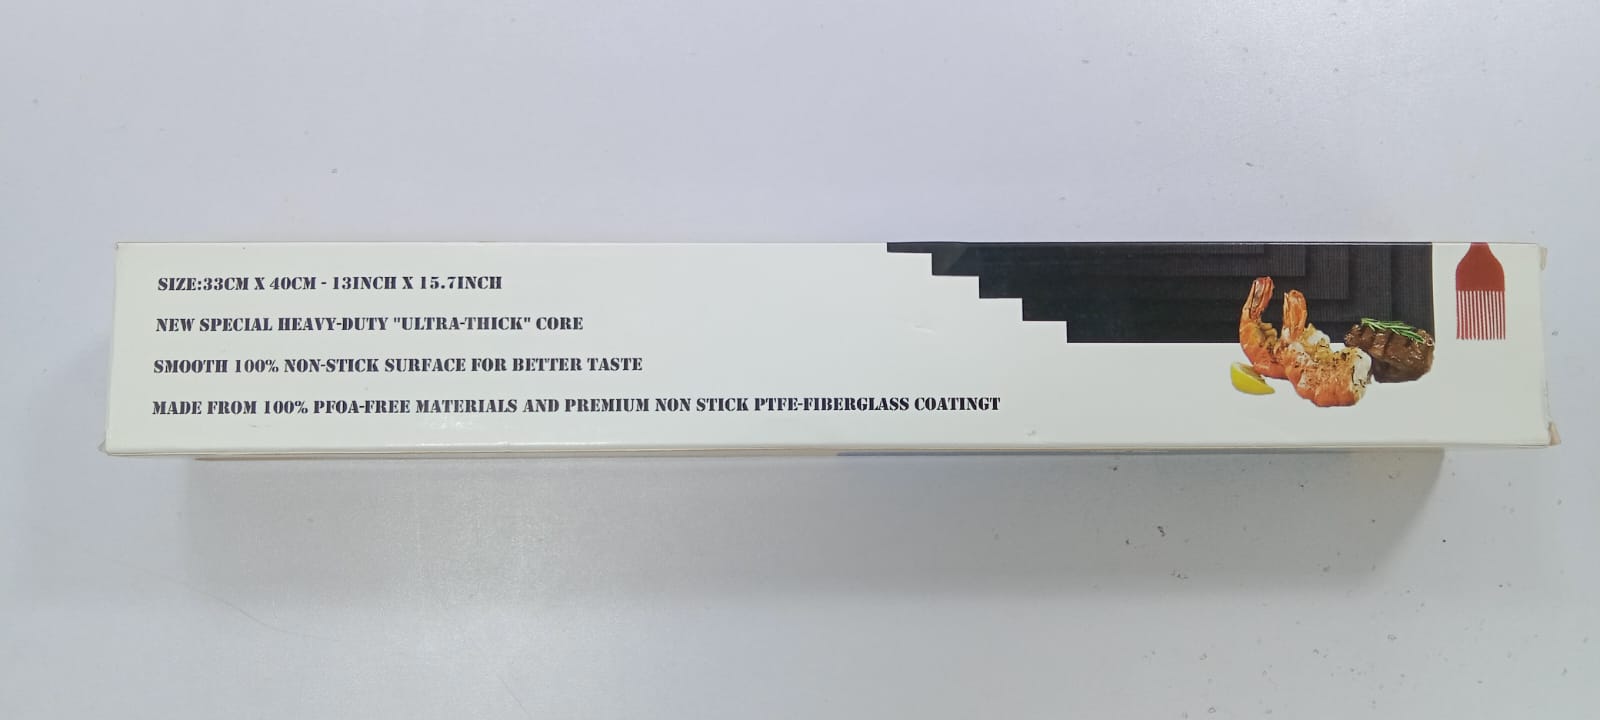 SIZE:33CM X 40CM - 13INCH X 15.7INCH
NEW SPECIAL HEAVY-DUTY "ULTRA-THICK" CORE
SMOOTH 100% NON-STICK SURFACE FOR BETTER TASTE
MADE FROM 100% PFOA-FREE MATERIALS AND PREMIUM NON STICK PTFE-FIBERGLASS COATINGT